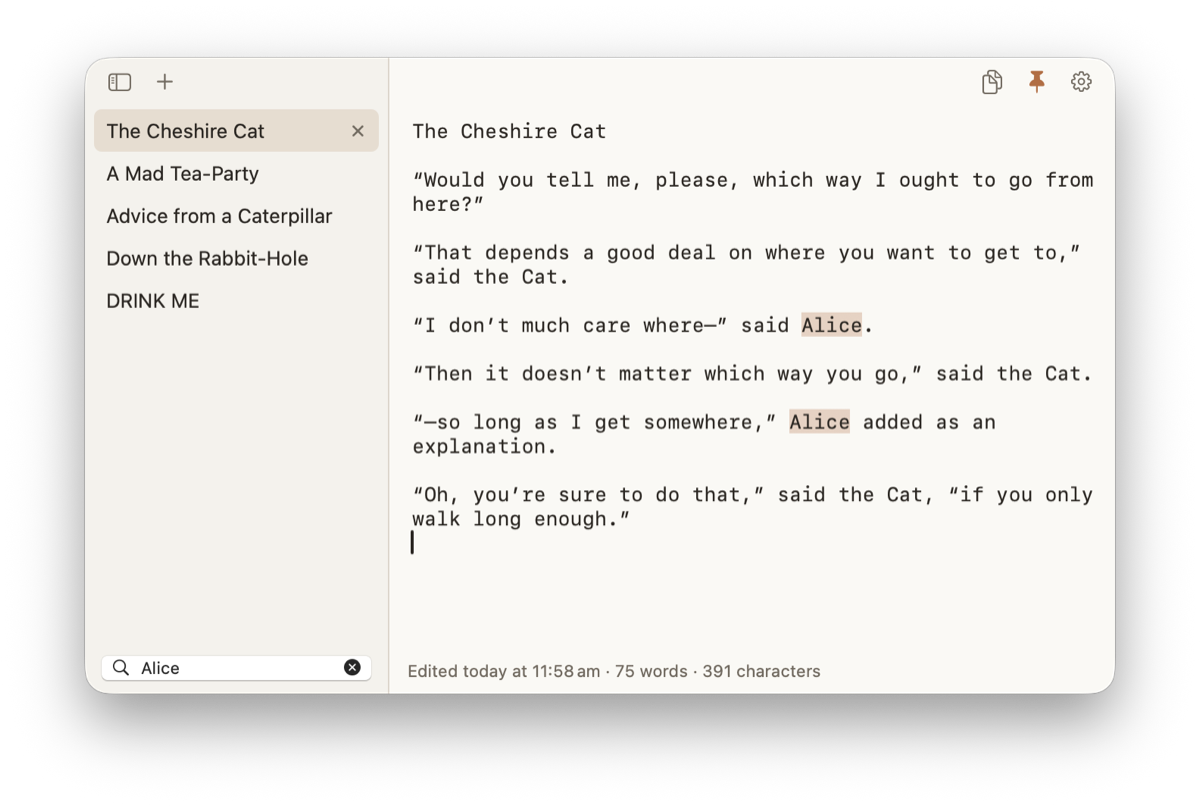 The Cheshire Cat
A Mad Tea-Party
Advice from a Caterpillar
Down the Rabbit-Hole
DRINK ME
Alice
The Cheshire Cat
“Would you tell me, please, which way I ought to go from
here?”
“That depends a good deal on where you want to get to,”
said the Cat.
“I don’t much care where—” said Alice.
“Then it doesn’t matter which way you go,” said the Cat.
“—so long as I get somewhere,” Alice added as an
explanation.
“Oh, you’re sure to do that,” said the Cat, “if you only
walk long enough.”
Edited today at 11:58 am · 75 words · 391 characters